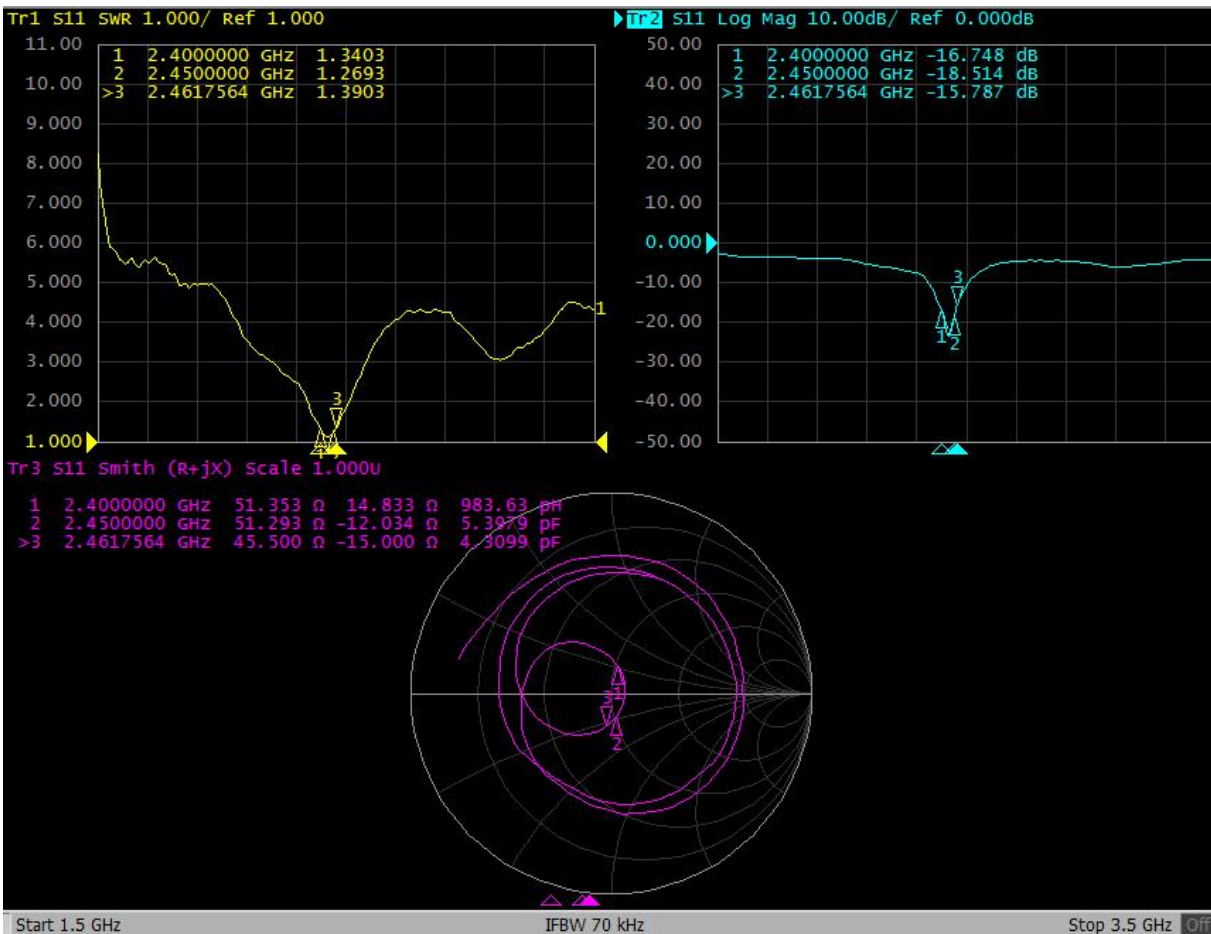 Tr1 S11 SWR 1.000/ Ref 1.000
11.00
10.00
9.000
8.000
7.000
6.000
5.000
4.000
3.000
2.000
1.000
1 2.4000000 GHz 1.3403
2 2.4500000 GHz 1.2693
>3 2.4617564 GHz 1.3903
3
1
Tr2 S11 Log Mag 10.00dB/ Ref 0.000dB
50.00
40.00
30.00
20.00
10.00
0.000
-10.00
-20.00
-30.00
-40.00
-50.00
1 2.4000000 GHz -16.748 dB
2 2.4500000 GHz -18.514 dB
>3 2.4617564 GHz -15.787 dB
3
1
2
Tr3 S11 Smith (R+jX) Scale 1.000U
1 2.4000000 GHz 51.353 Ω 14.833 Ω 983.63 pH
2 2.4500000 GHz 51.293 Ω -12.034 Ω 5.3979 pF
>3 2.4617564 GHz 45.500 Ω -15.000 Ω 4.3099 pF
3
1
2
Start 1.5 GHz IFBW 70 kHz Stop 3.5 GHz Off